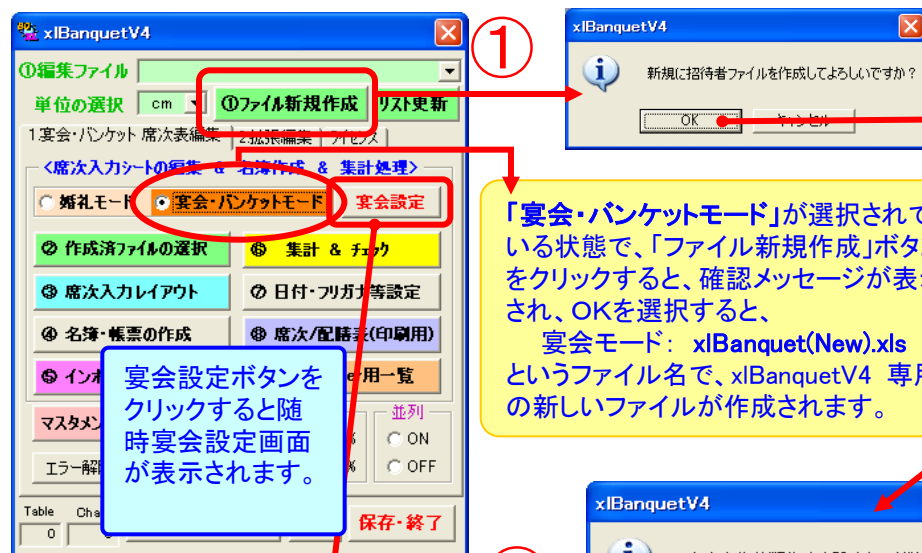 xlBanquetV4
①編集ファイル
単位の選択 cm ①ファイル新規作成 リスト更新
1.宴会・バンケット 席次表編集 2.拡張編集 ライセンス
<席次入力シートの編集 & 名簿作成 & 集計処理>
婚礼モード 宴会・バンケットモード 宴会設定
② 作成済ファイルの選択 ⑥ 集計 & チェック
③ 席次入力レイアウト ⑦ 日付・フリガナ等設定
④ 名簿・帳票の作成 ⑧ 席次/配膳表(印刷用)
⑤ インポ 用一覧
マスタメン 並列
% ON
エラー解 % OFF
Table Cha
0 保存・終了
宴会設定ボタンを
クリックすると随
時宴会設定画面
が表示されます。
①
xlBanquetV4
新規に招待者ファイルを作成してよろしいですか?
OK キャンセル
「宴会・バンケットモード」が選択されて
いる状態で、「ファイル新規作成」ボタ
をクリックすると、確認メッセージが表
され、OKを選択すると、
宴会モード: xlBanquet(New).xls
というファイル名で、xlBanquetV4 専
の新しいファイルが作成されます。
xlBanquetV4